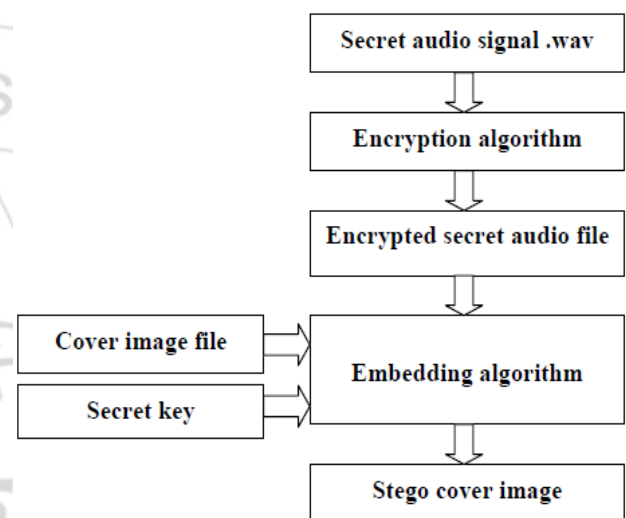 Secret audio signal .wav
Encryption algorithm
Encrypted secret audio file
Cover image file
Embedding algorithm
Secret key
Stego cover image